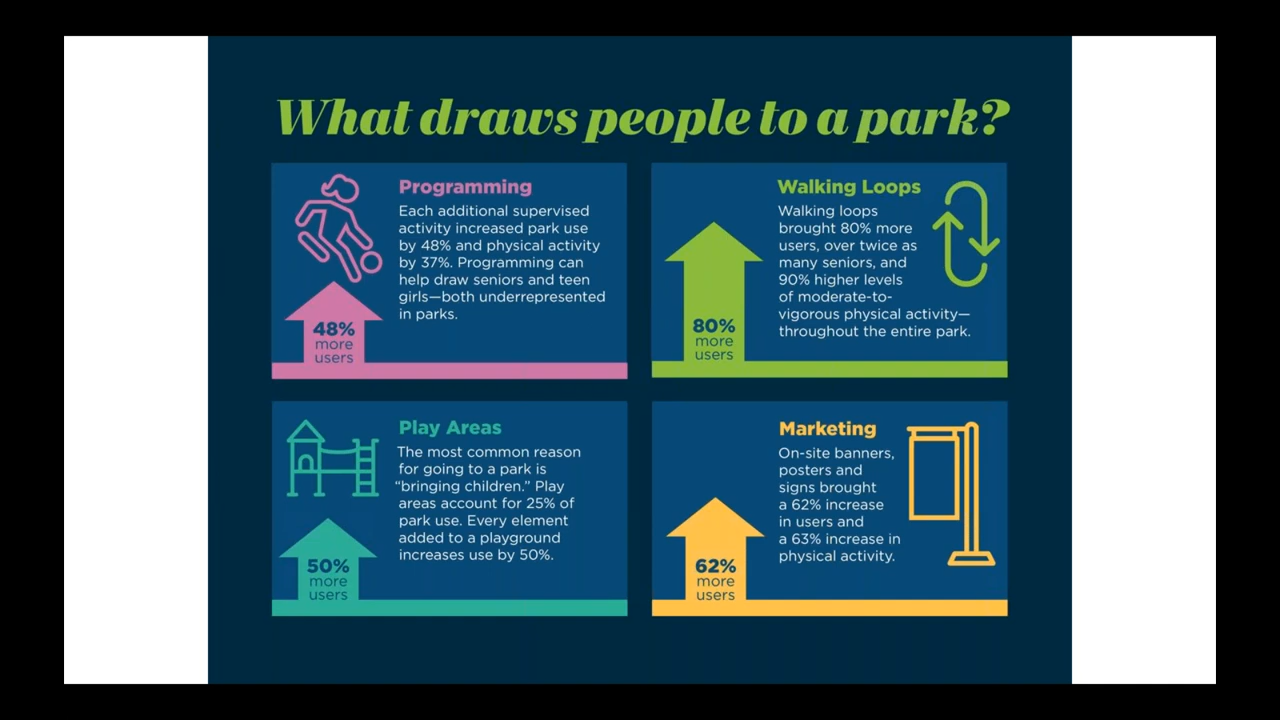 What draws people to a park?
Programming
Each additional supervised
activity increased park use
by 48% and physical activity
by 37%. Programming can
help draw seniors and teen
girls—both underrepresented
in parks.
48%
more
users
Walking Loops
Walking loops
brought 80% more
users, over twice as
many seniors, and
90% higher levels
of moderate-to-
vigorous physical activity—
throughout the entire park.
80%
more
users
Play Areas
The most common reason
for going to a park is
“bringing children.” Play
areas account for 25% of
park use. Every element
added to a playground
increases use by 50%.
50%
more
users
Marketing
On-site banners,
posters and
signs brought
a 62% increase
in users and
a 63% increase in
physical activity.
62%
more
users